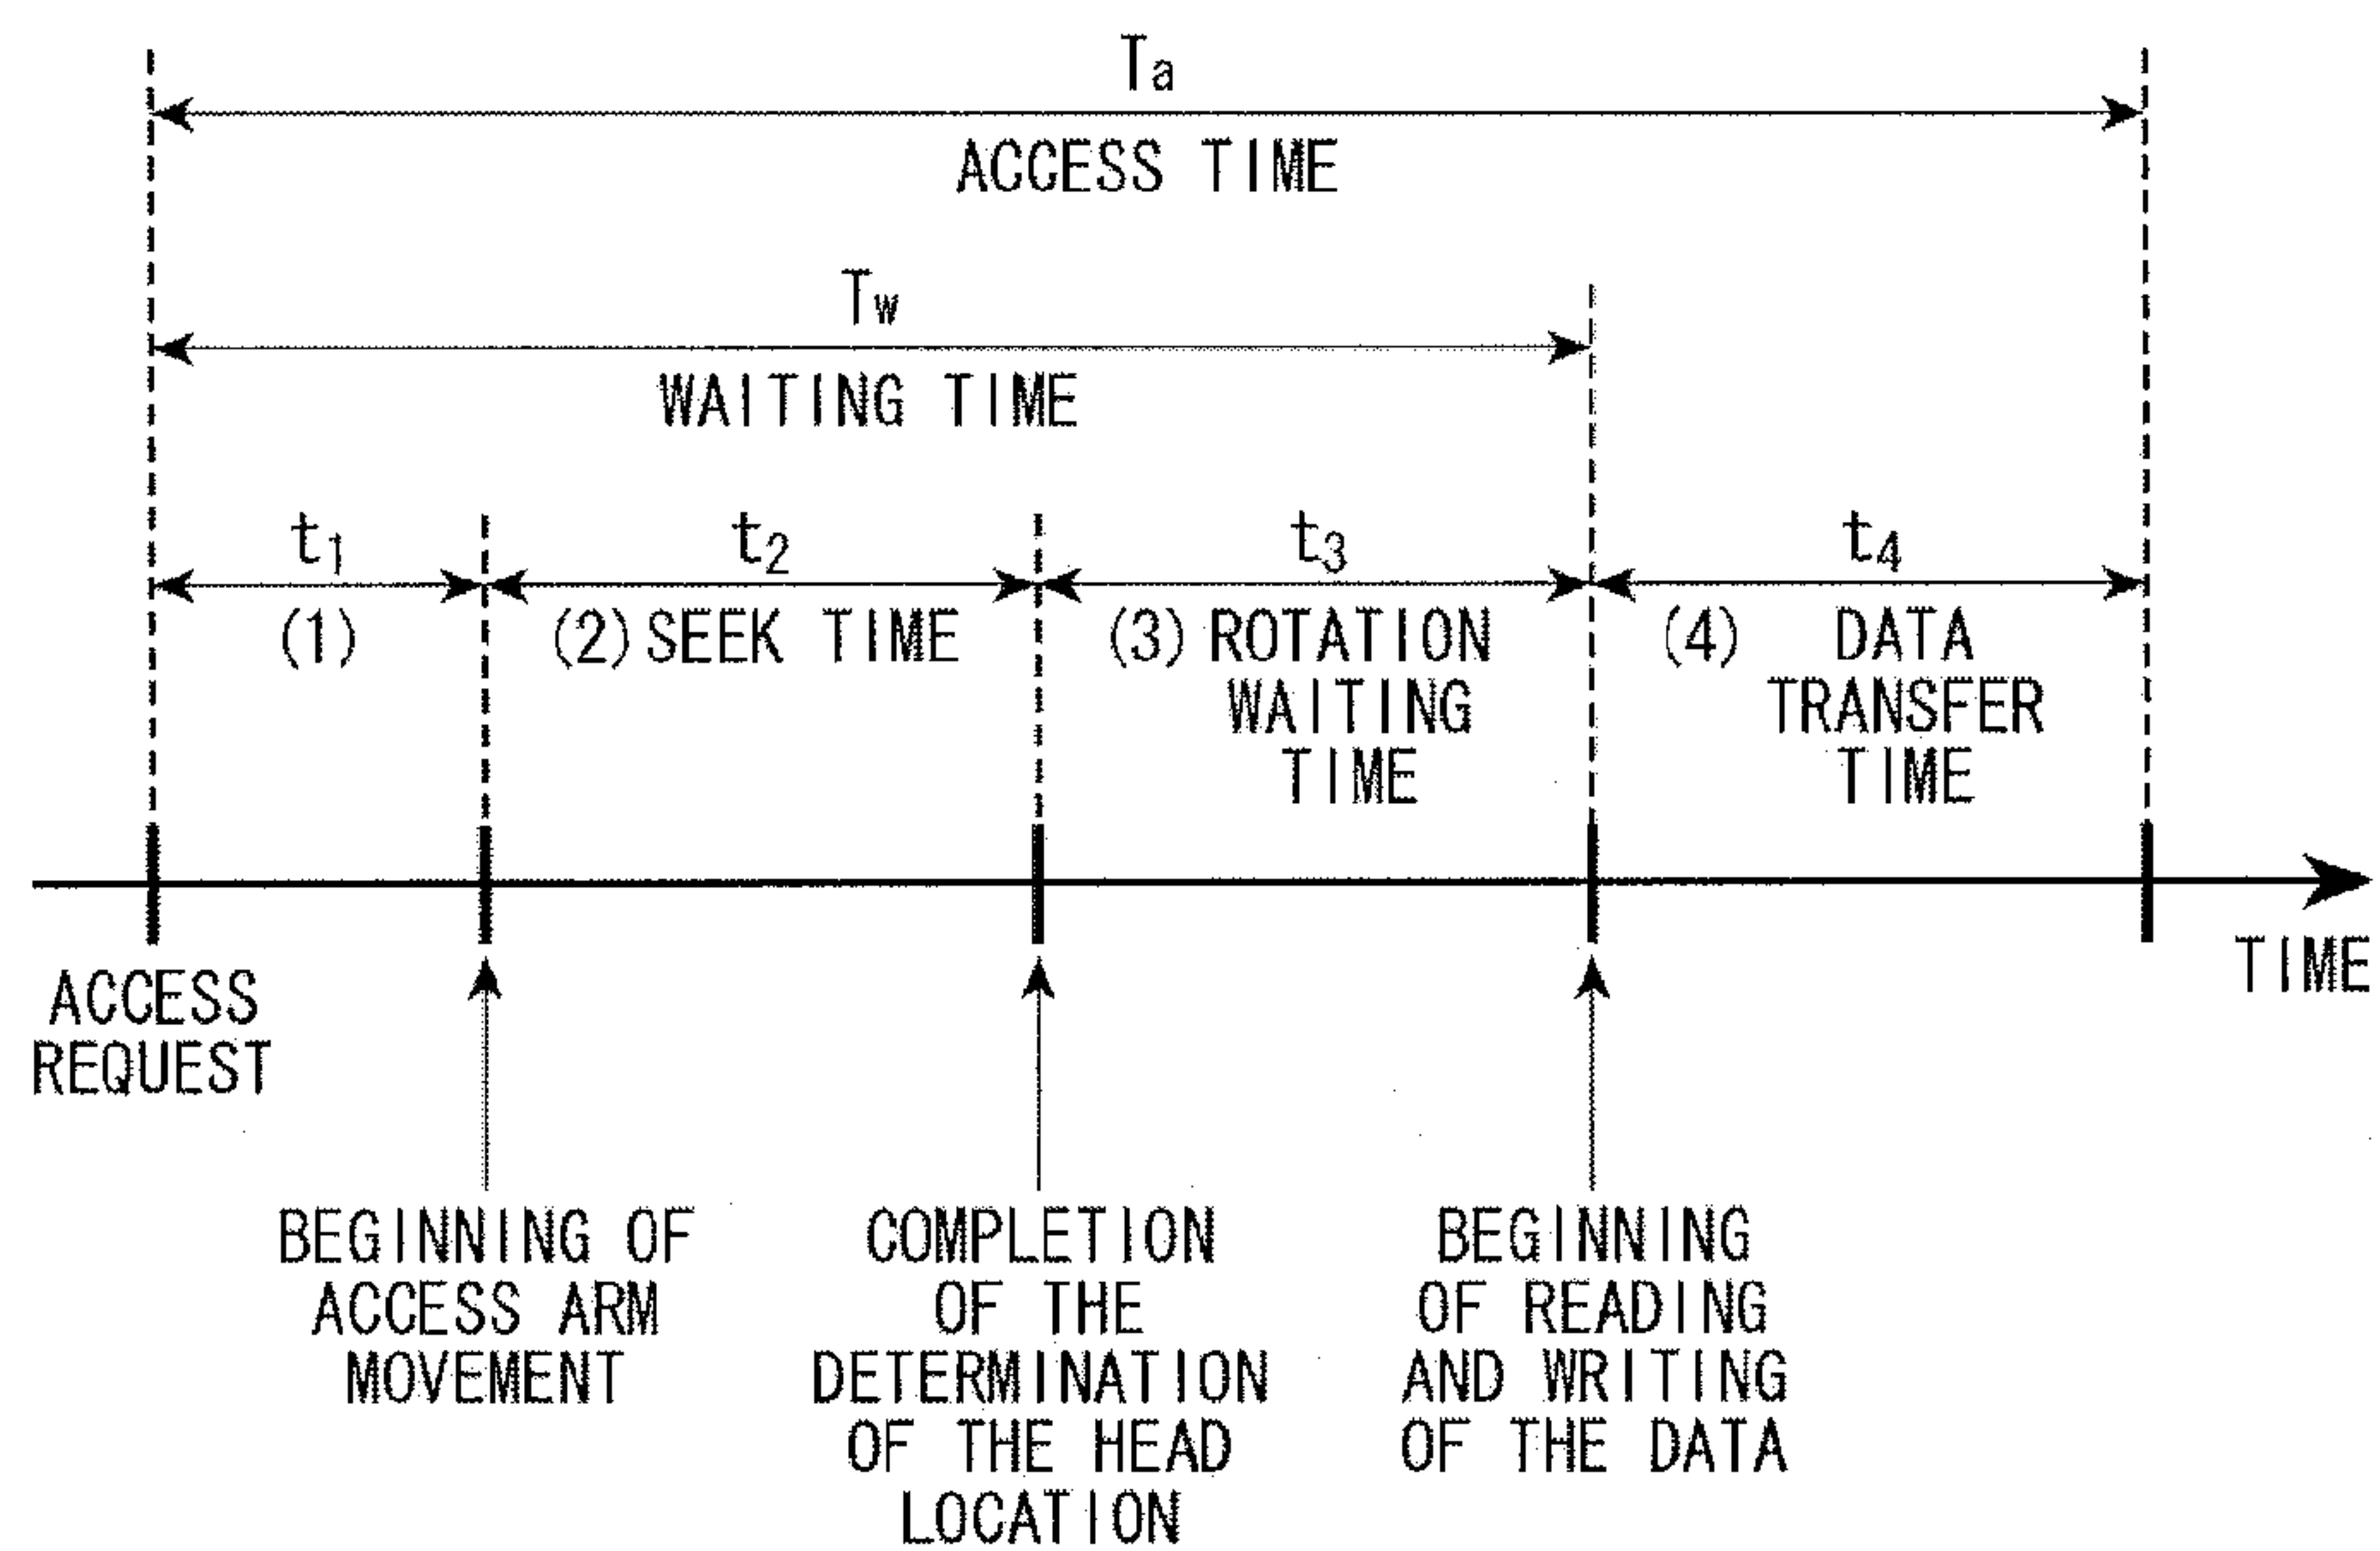 Ta
ACCESS TIME
Tw
WAITING TIME
t1 t2 t3 t4
(1) (2) SEEK TIME (3) ROTATION (4) DATA
WAITING TRANSFER
TIME TIME
TIME
ACCESS
REQUEST
BEGINNING OF
ACCESS ARM
MOVEMENT
COMPLETION
OF THE
DETERMINATION
OF THE HEAD
LOCATION
BEGINNING
OF READING
AND WRITING
OF THE DATA